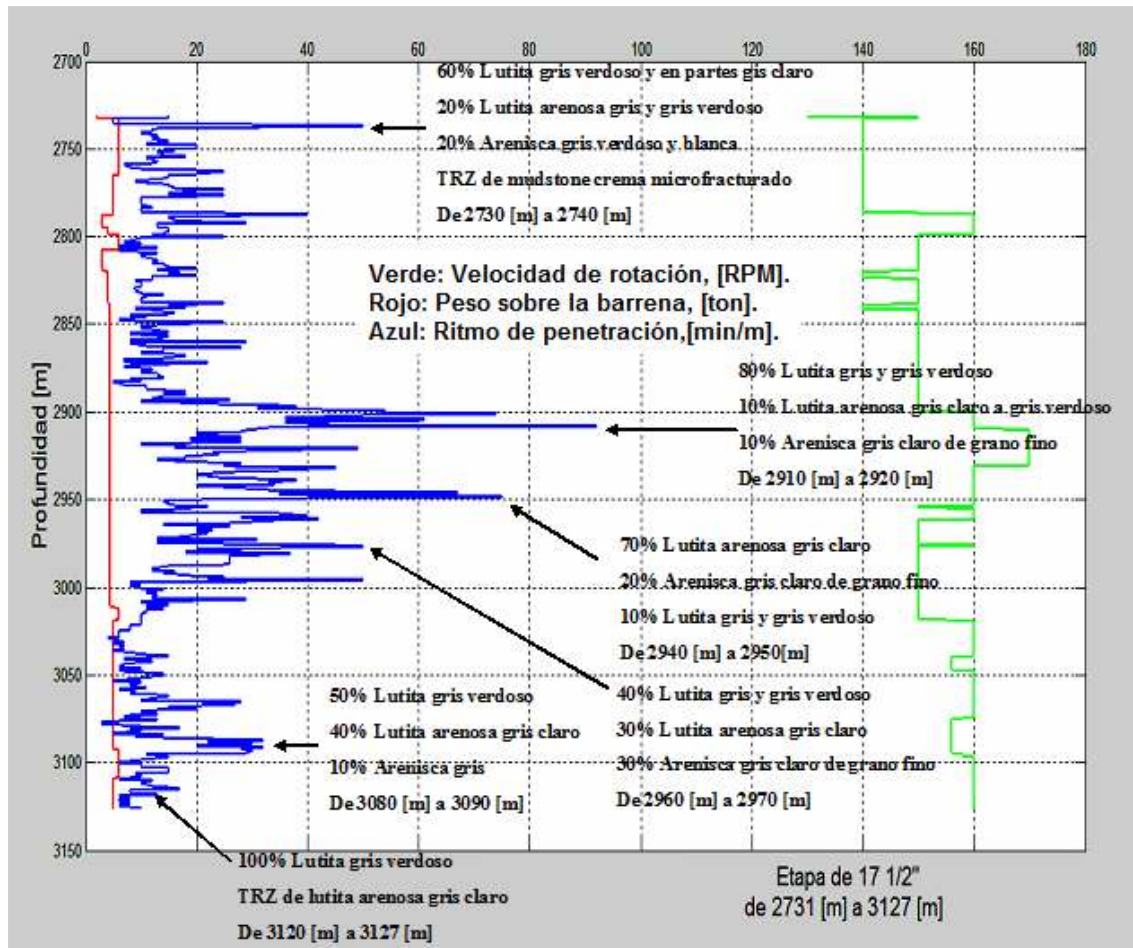 0 20 40 60 80 100 120 140 160 180
2700
60% Lutita gris verdoso y en partes gis claro
20% Lutita arenosa gris y gris verdoso
20% Arenisca gris verdoso y blanca
TRZ de mudstone crema microfracturado
De 2730 [m] a 2740 [m]
2750
2800
Verde: Velocidad de rotación, [RPM].
Rojo: Peso sobre la barrena, [ton].
Azul: Ritmo de penetración,[min/m].
2850
80% Lutita gris y gris verdoso
10% Lutita arenosa gris claro a gris verdoso
10% Arenisca gris claro de grano fino
De 2910 [m] a 2920 [m]
2900
Profundidad [m]
2950
70% Lutita arenosa gris claro
20% Arenisca gris claro de grano fino
10% Lutita gris y gris verdoso
De 2940 [m] a 2950[m]
3000
3050
40% Lutita gris y gris verdoso
30% Lutita arenosa gris claro
30% Arenisca gris claro de grano fino
De 2960 [m] a 2970 [m]
50% Lutita gris verdoso
40% Lutita arenosa gris claro
10% Arenisca gris
De 3080 [m] a 3090 [m]
3100
3150
100% Lutita gris verdoso
TRZ de lutita arenosa gris claro
De 3120 [m] a 3127 [m]
Etapa de 17 1/2"
de 2731 [m] a 3127 [m]